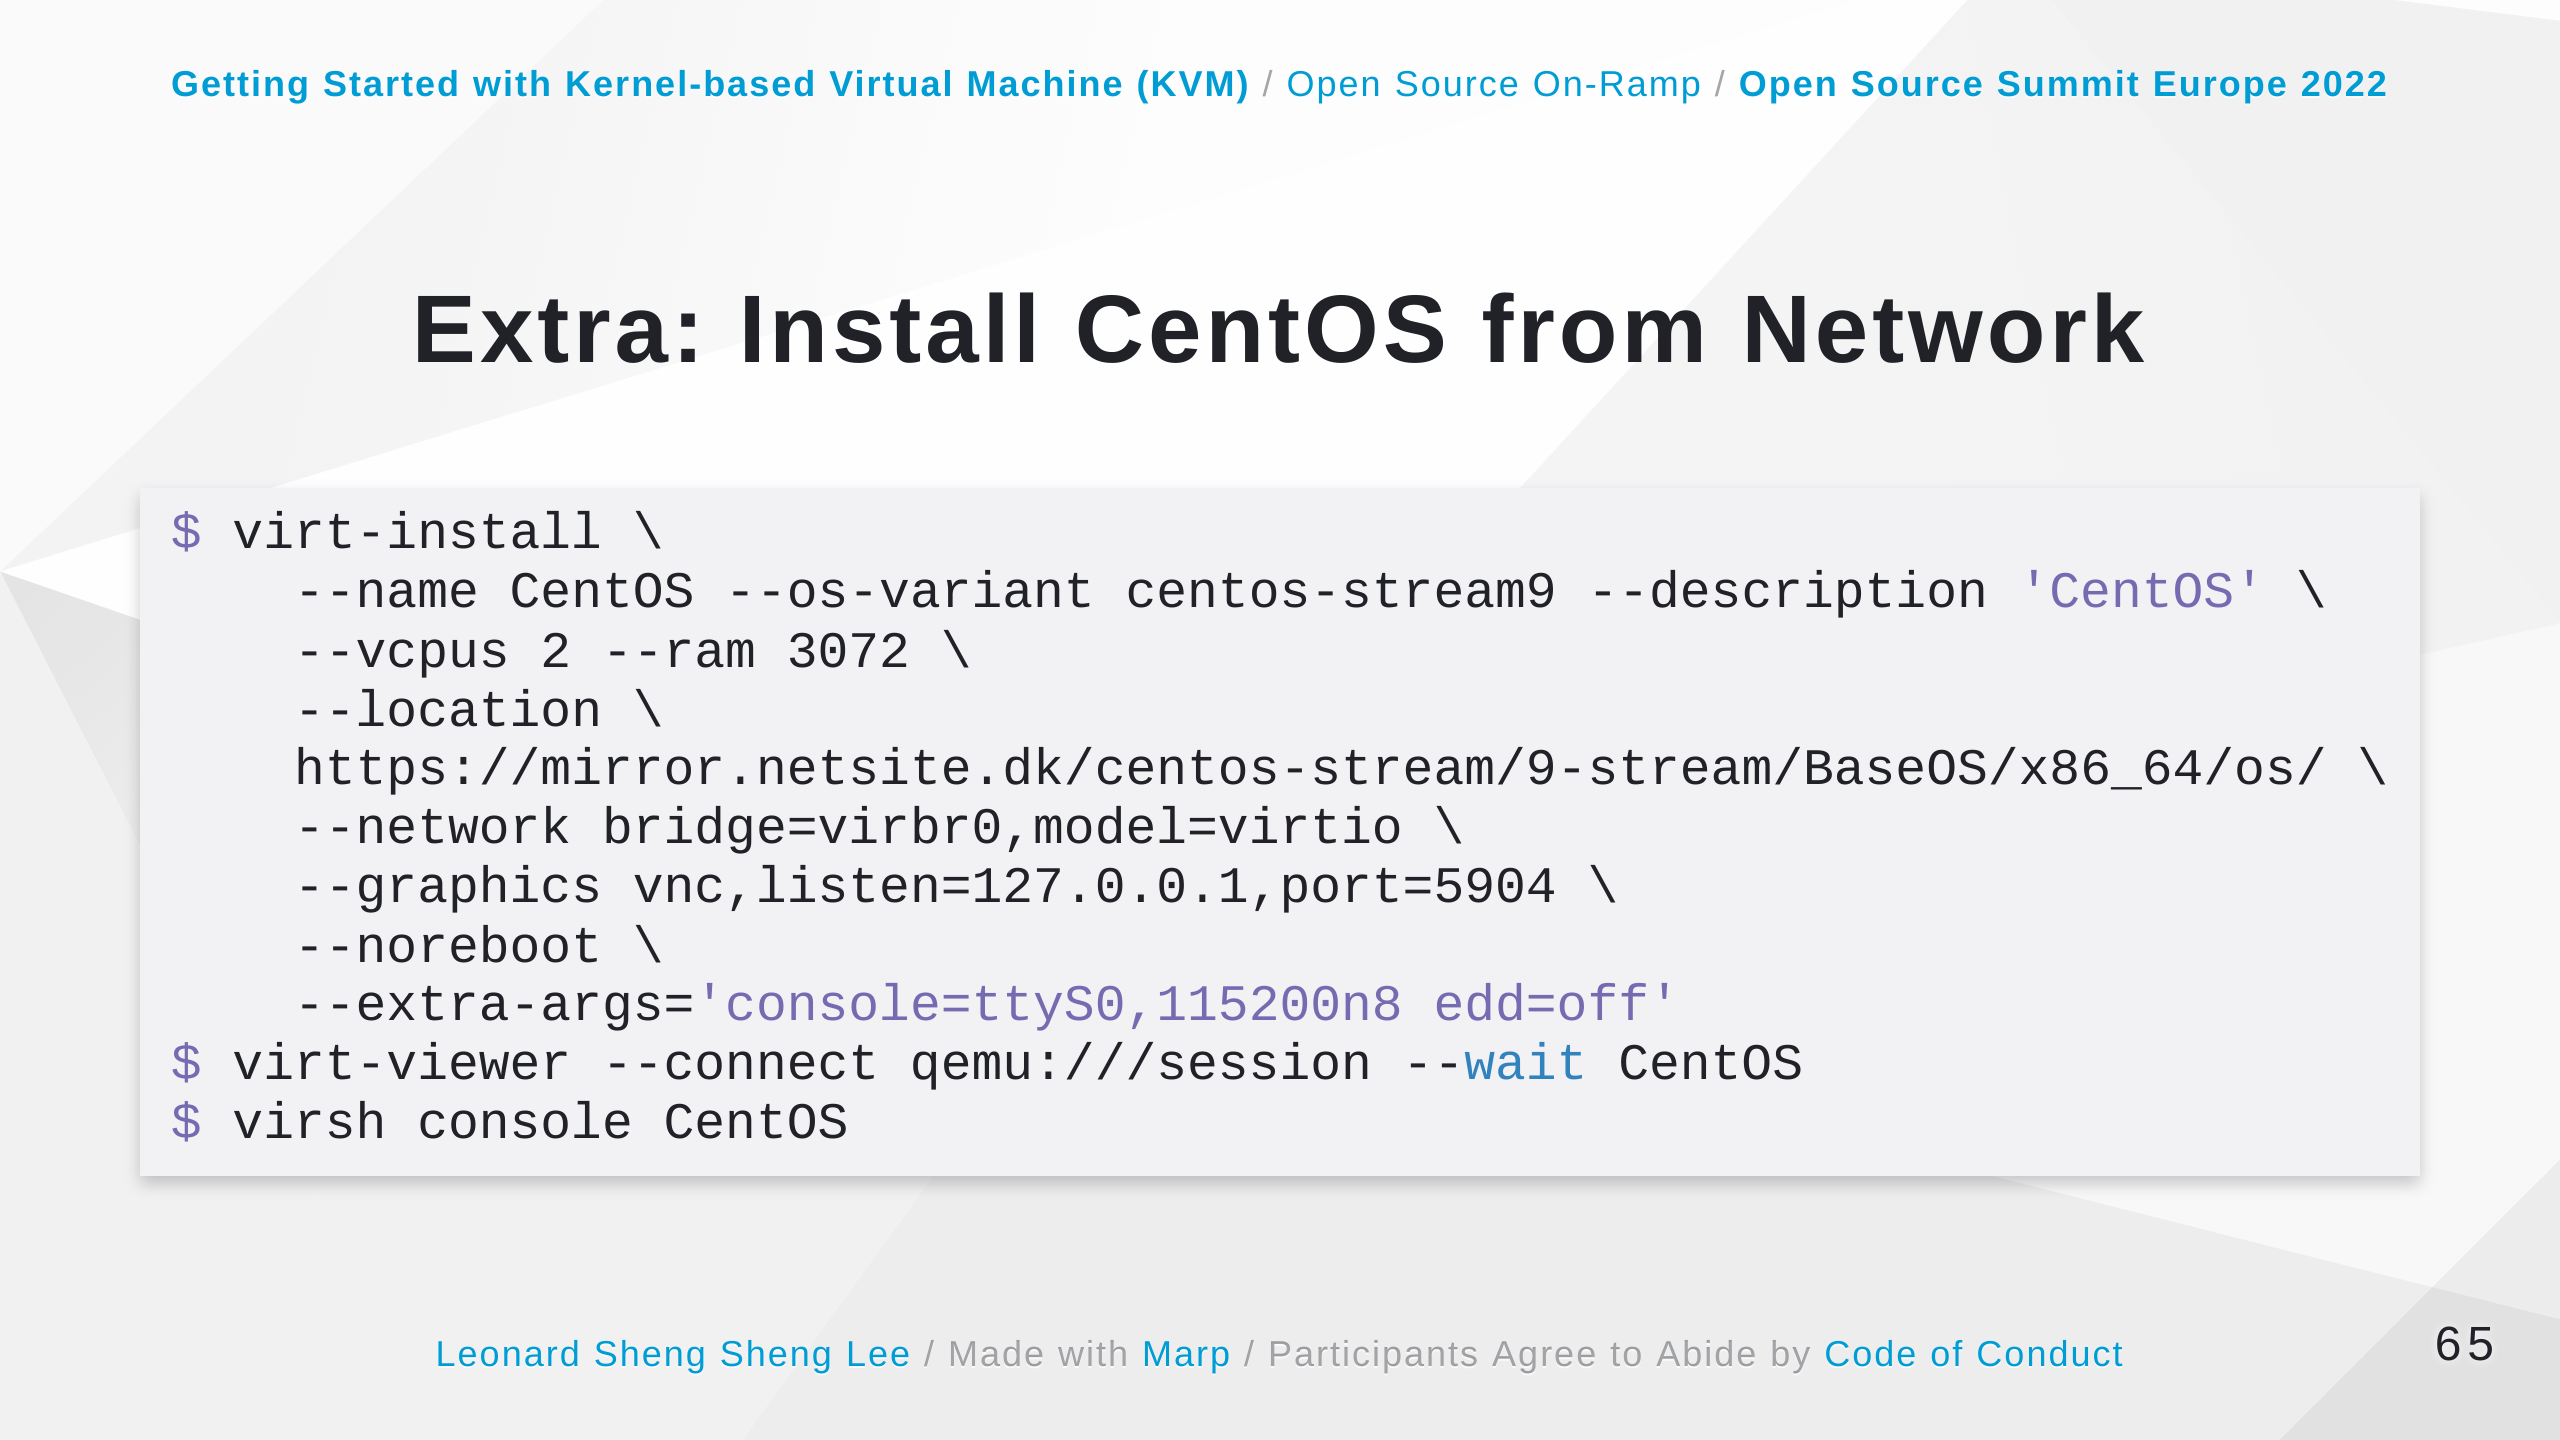 Getting Started with Kernel-based Virtual Machine (KVM) / Open Source On-Ramp / Open Source Summit Europe 2022
Extra: Install CentOS from Network
$ virt-install \
    --name CentOS --os-variant centos-stream9 --description 'CentOS' \
    --vcpus 2 --ram 3072 \
    --location \
    https://mirror.netsite.dk/centos-stream/9-stream/BaseOS/x86_64/os/ \
    --network bridge=virbr0,model=virtio \
    --graphics vnc,listen=127.0.0.1,port=5904 \
    --noreboot \
    --extra-args='console=ttyS0,115200n8 edd=off'
$ virt-viewer --connect qemu:///session --wait CentOS
$ virsh console CentOS
Leonard Sheng Sheng Lee / Made with Marp / Participants Agree to Abide by Code of Conduct
65